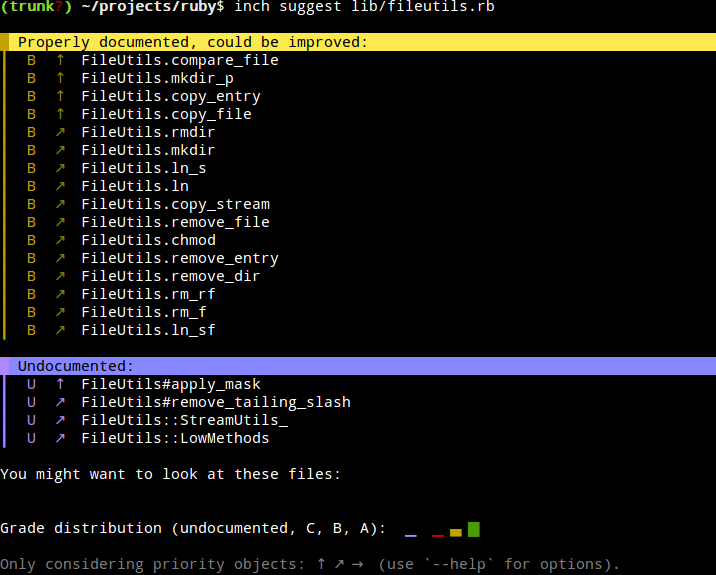 (trunk?) ~/projects/ruby$ inch suggest lib/fileutils.rb
Properly documented, could be improved:
B ↑ FileUtils.compare_file
B ↑ FileUtils.mkdir_p
B ↑ FileUtils.copy_entry
B ↑ FileUtils.copy_file
B ↗ FileUtils.rmdir
B ↗ FileUtils.mkdir
B ↗ FileUtils.ln_s
B ↗ FileUtils.ln
B ↗ FileUtils.copy_stream
B ↗ FileUtils.remove_file
B ↗ FileUtils.chmod
B ↗ FileUtils.remove_entry
B ↗ FileUtils.remove_dir
B ↗ FileUtils.rm_rf
B ↗ FileUtils.rm_f
B ↗ FileUtils.ln_sf
Undocumented:
U ↑ FileUtils#apply_mask
U ↗ FileUtils#remove_tailing_slash
U ↗ FileUtils::StreamUtils_
U ↗ FileUtils::LowMethods
You might want to look at these files:
Grade distribution (undocumented, C, B, A):
Only considering priority objects: ↑ ↗ → (use `--help` for options).